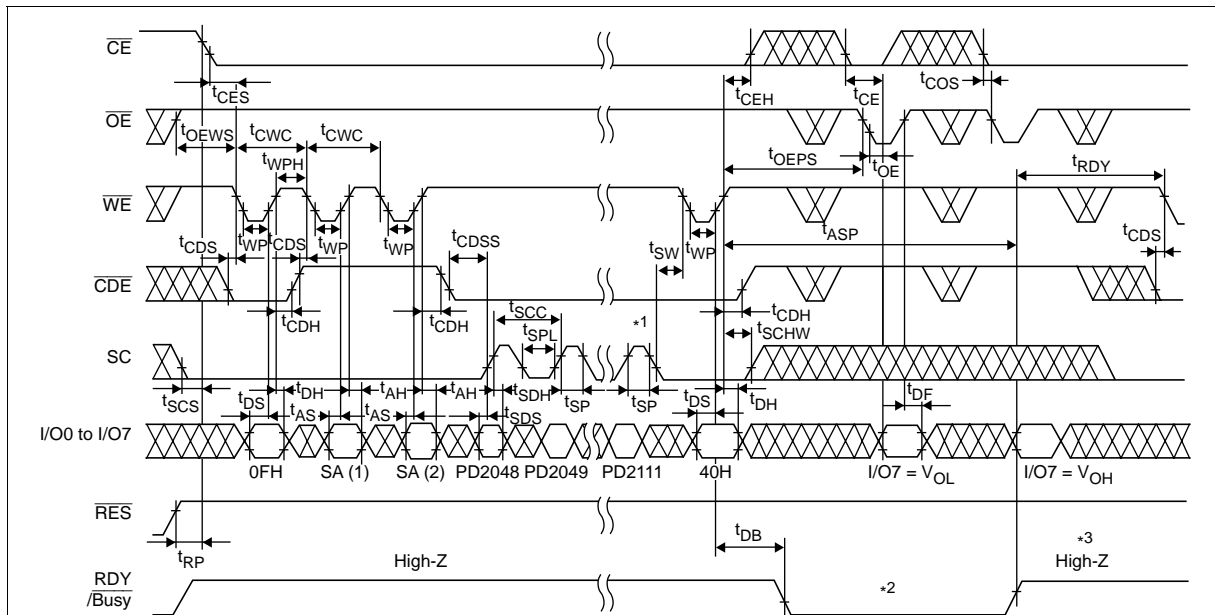 CE
tCES
tCEH
tCE
tCOS
OE
tOEWS
tCWC
tCWC
tWPH
tOEPS
tOE
tRDY
WE
tCDS
tWP
tCDS
tWP
tWP
tCDSS
tSW
tWP
tASP
tCDS
CDE
tCDH
tCDH
tSCC
tSPL
*1
tCDH
tSCHW
SC
tSCS
tDS
tDH
tAS
tAH
tAS
tAH
tSDH
tSDS
tSP
tSP
tDS
tDH
tDF
I/O0 to I/O7
0FH
SA (1)
SA (2)
PD2048
PD2049
PD2111
40H
I/O7 = VOL
I/O7 = VOH
RES
tRP
tDB
High-Z
*3
High-Z
RDY
/Busy
*2